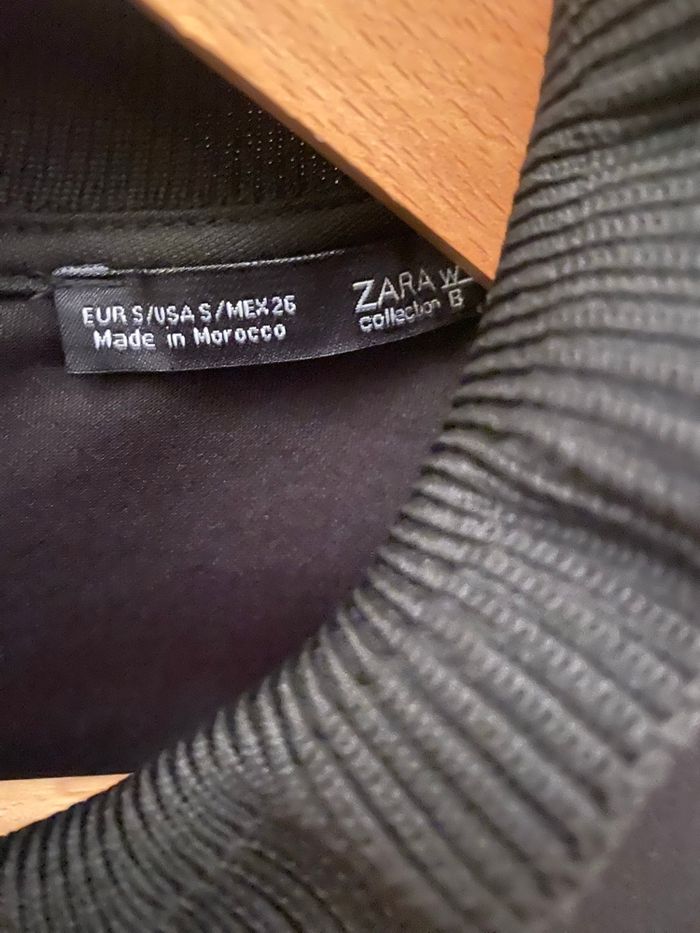 EUR S/USA S/MEX 26
Made in Morocco
ZARA W
collection B